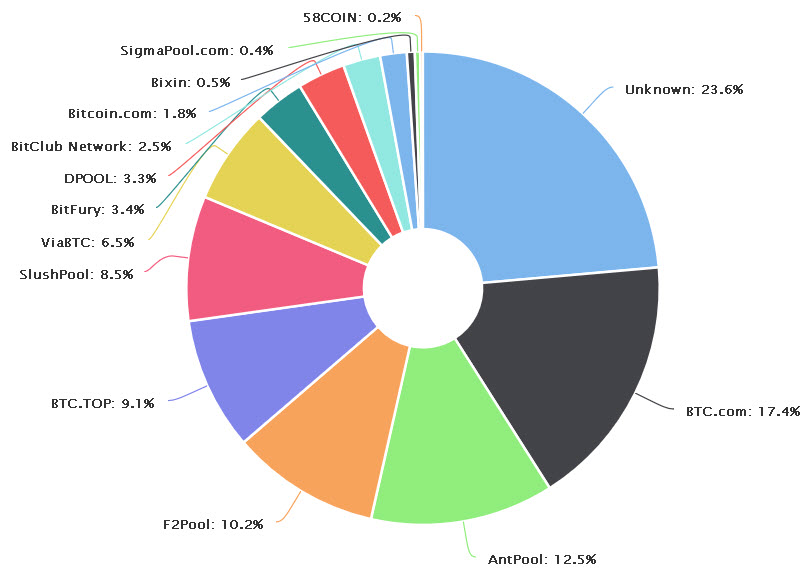 58COIN: 0.2%
SigmaPool.com: 0.4%
Bixin: 0.5%
Bitcoin.com: 1.8%
BitClub Network: 2.5%
DPOOL: 3.3%
BitFury: 3.4%
ViaBTC: 6.5%
SlushPool: 8.5%
BTC.TOP: 9.1%
F2Pool: 10.2%
AntPool: 12.5%
BTC.com: 17.4%
Unknown: 23.6%